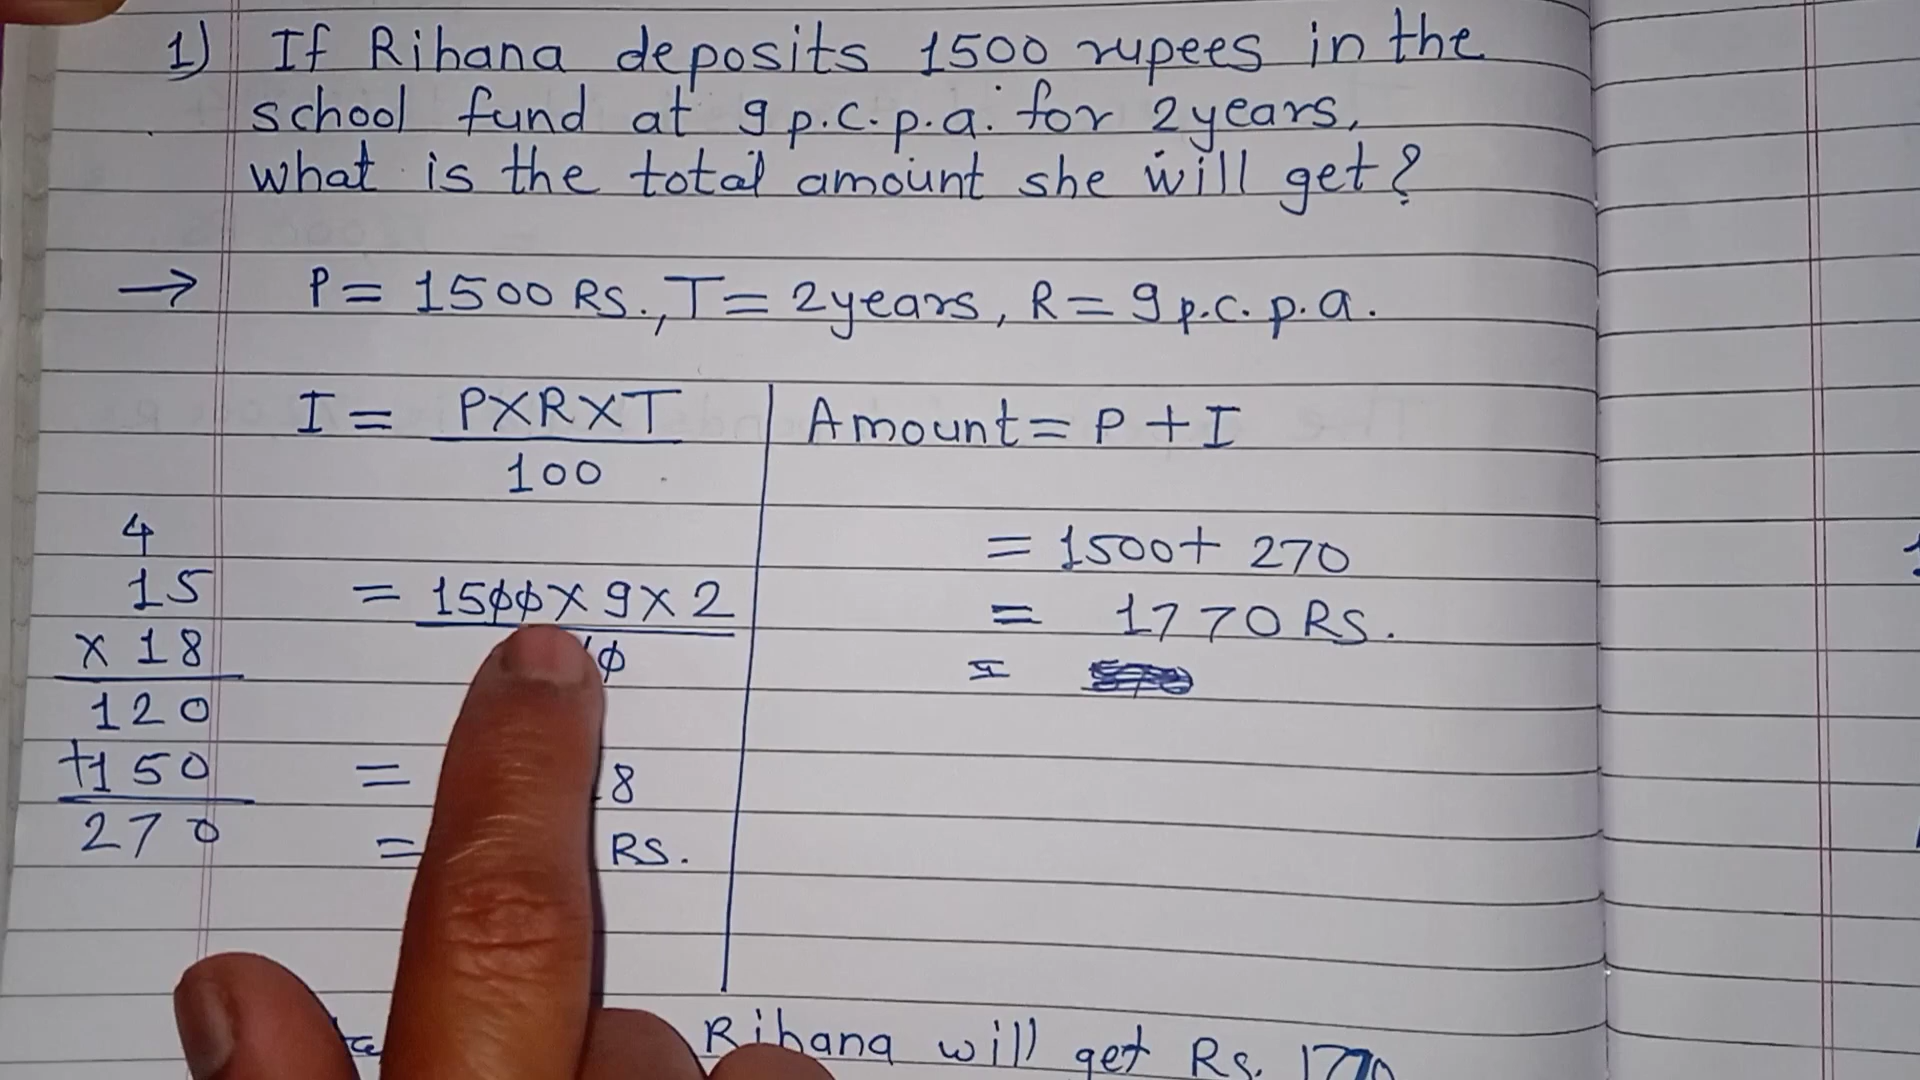 1) If Rihana deposits 1500 rupees in the
school fund at 9 p.c.p.a. for 2 years,
what is the total amount she will get?
→ P = 1500 RS., T = 2 years, R = 9 p.c.p.a.
I = P×R×T
100
= 1500 × 9 × 2
0
= 8
= RS.
4
15
× 18
120
+150
270
Amount = P + I
= 1500 + 270
= 1770 RS.
=
Rihana will get Rs. 1770